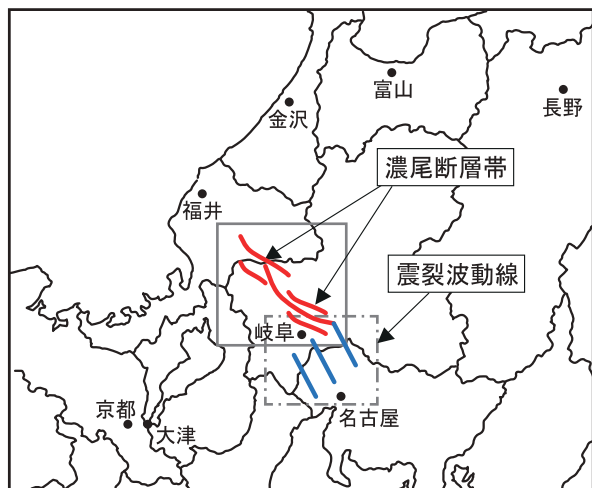 富山
長野
金沢
濃尾断層帯
福井
震裂波動線
岐阜
京都
名古屋
大津